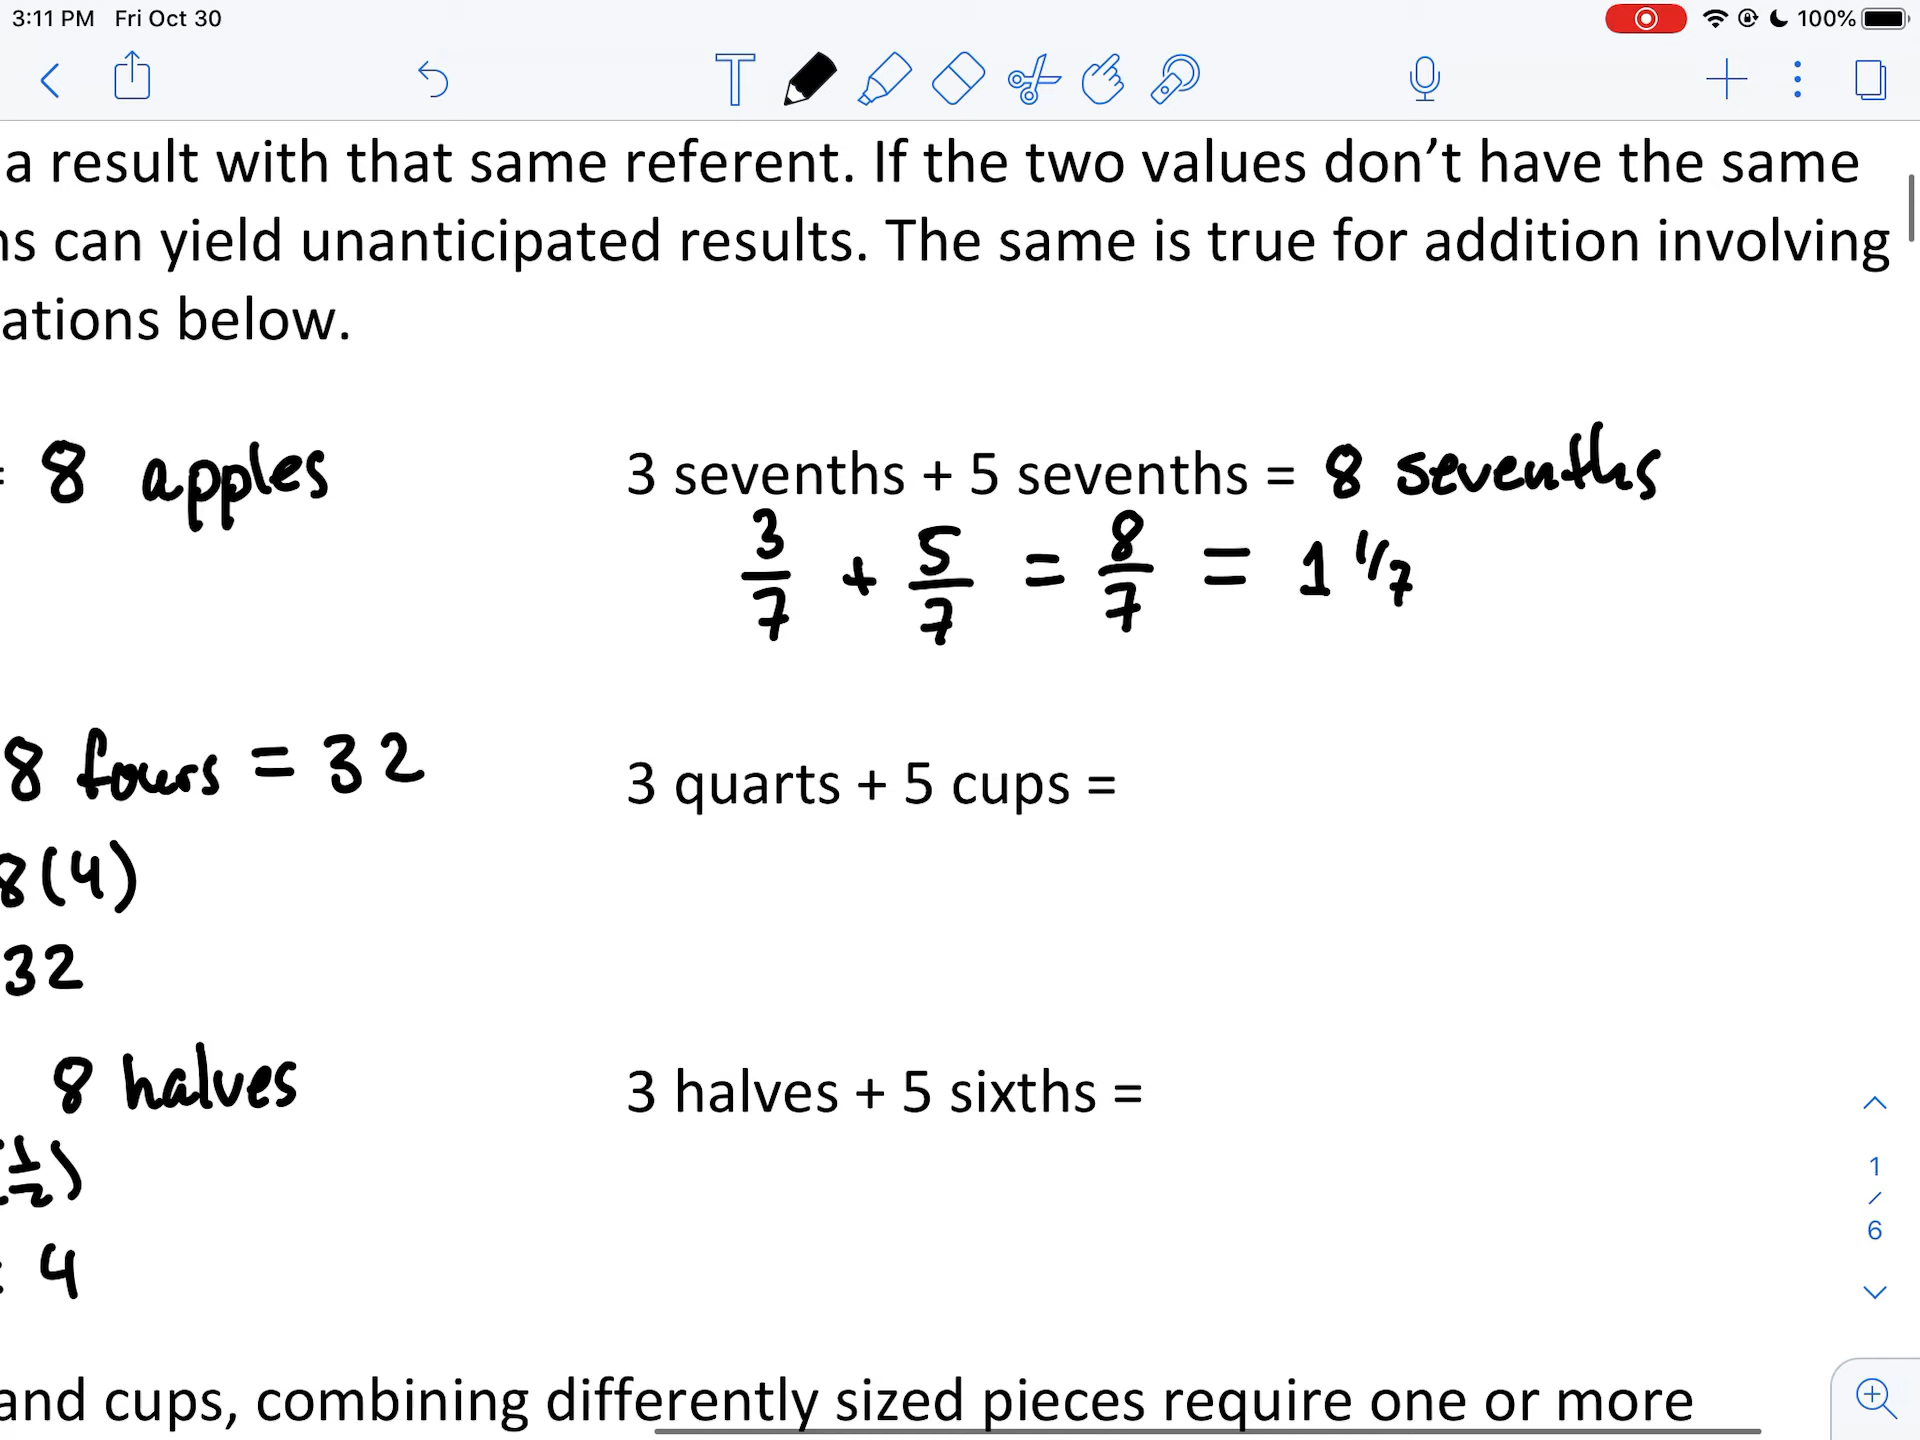 3:11 PM Fri Oct 30 100%
a result with that same referent. If the two values don't have the same
ns can yield unanticipated results. The same is true for addition involving
ations below.
= 8 apples
3 sevenths + 5 sevenths = 8 sevenths
3/7 + 5/7 = 8/7 = 1 1/7
8 fours = 32
3 quarts + 5 cups =
8(4)
32
8 halves
3 halves + 5 sixths =
(1/2)
= 4
1
/
6
and cups, combining differently sized pieces require one or more